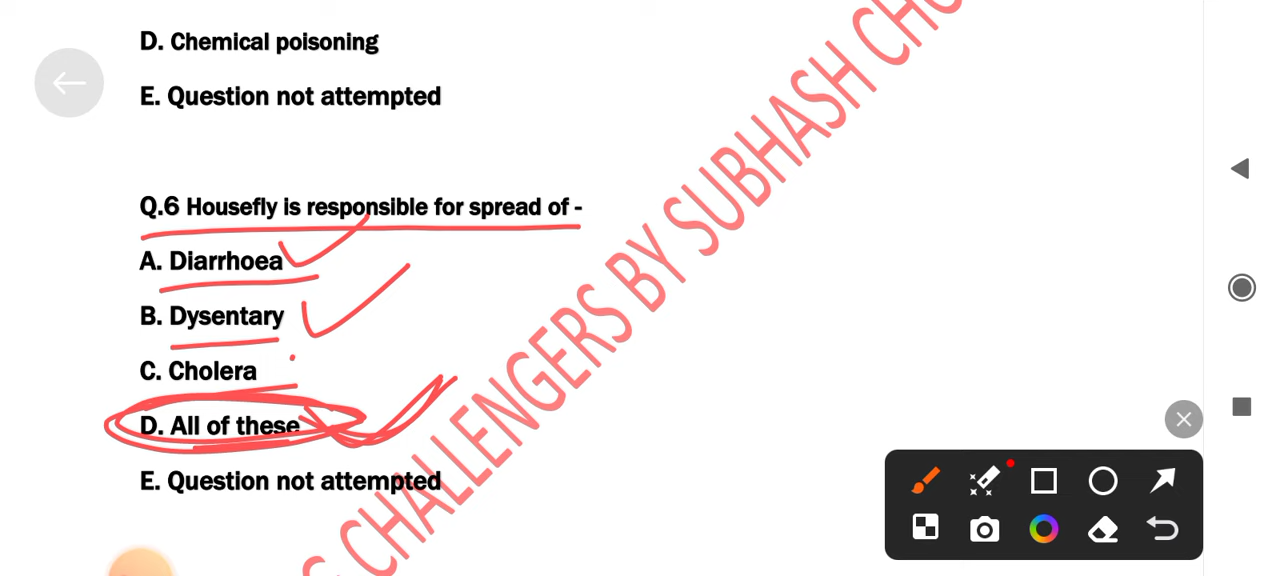 D. Chemical poisoning
E. Question not attempted
Q.6 Housefly is responsible for spread of -
A. Diarrhoea
B. Dysentary
C. Cholera
D. All of these
E. Question not attempted
CHALLENGERS BY SUBHASH